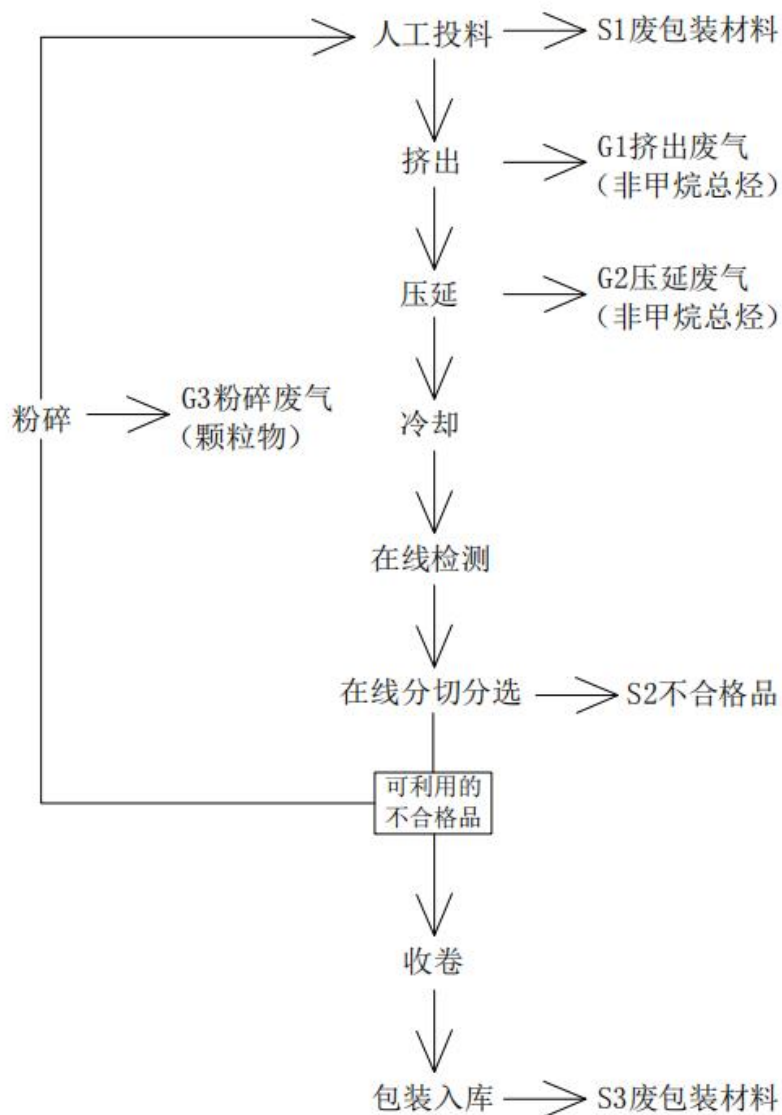 人工投料
S1废包装材料
挤出
G1挤出废气
（非甲烷总烃）
压延
G2压延废气
（非甲烷总烃）
粉碎
G3粉碎废气
（颗粒物）
冷却
在线检测
在线分切分选
S2不合格品
可利用的
不合格品
收卷
包装入库
S3废包装材料